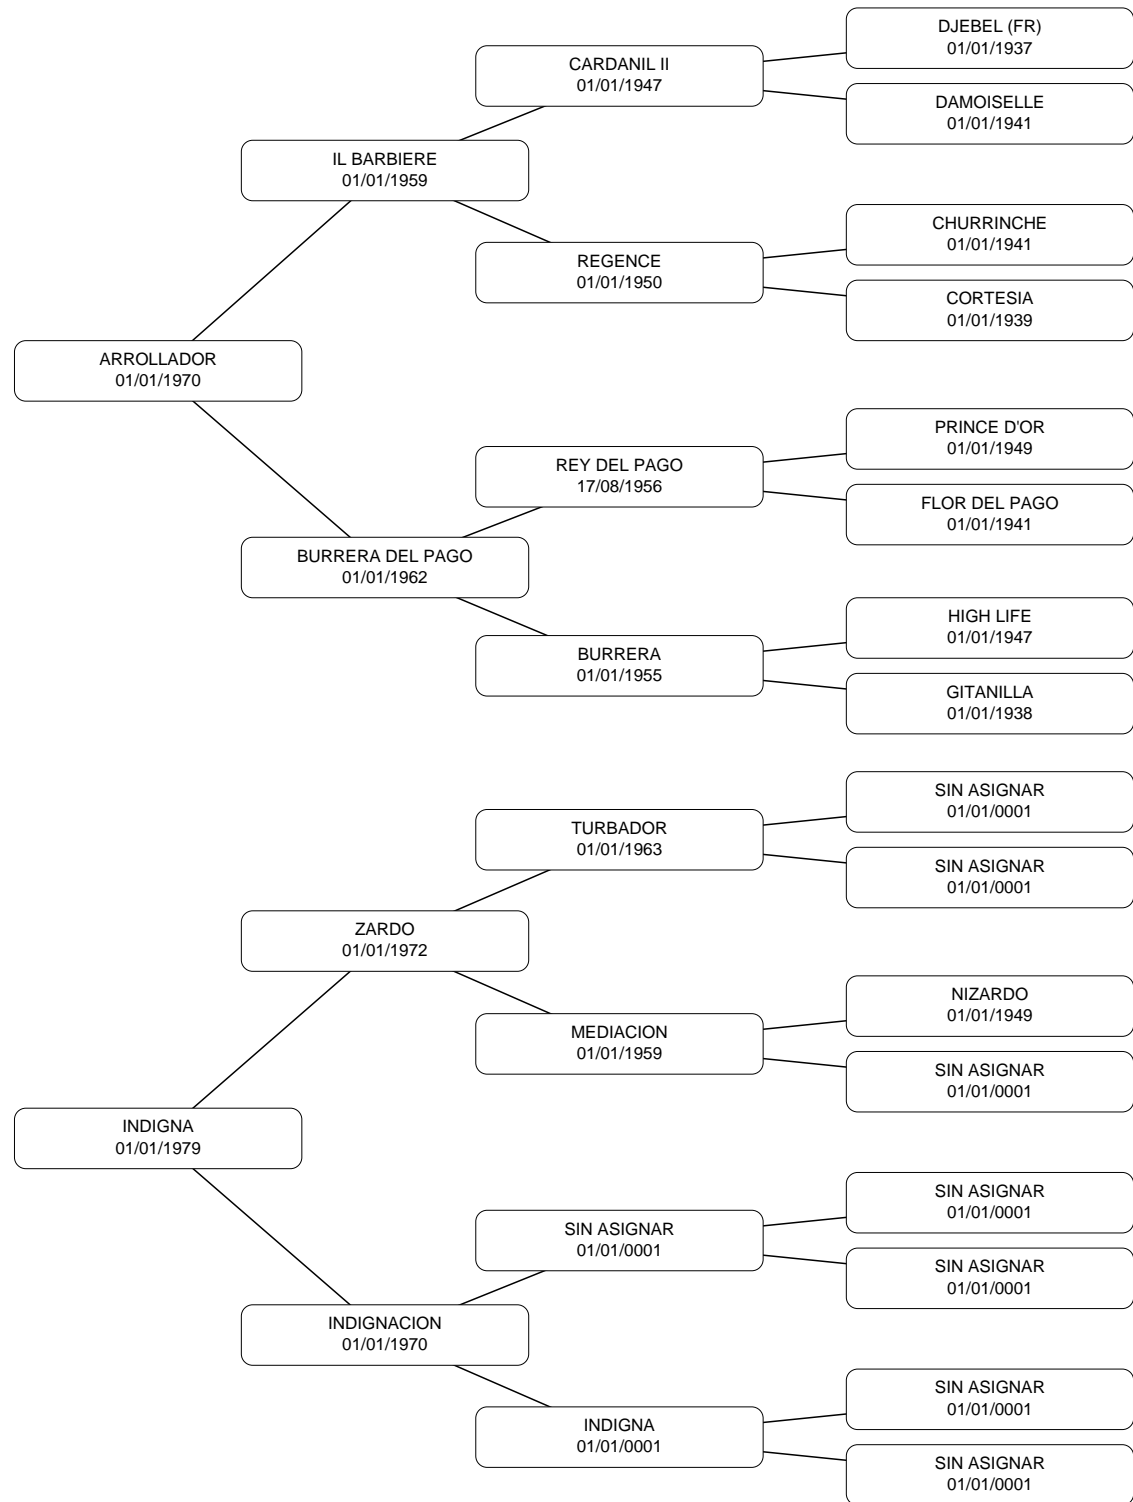 DJEBEL (FR)
01/01/1937
CARDANIL II
01/01/1947
DAMOISELLE
01/01/1941
IL BARBIERE
01/01/1959
CHURRINCHE
01/01/1941
REGENCE
01/01/1950
CORTESIA
01/01/1939
ARROLLADOR
01/01/1970
PRINCE D'OR
01/01/1949
REY DEL PAGO
17/08/1956
FLOR DEL PAGO
01/01/1941
BURRERA DEL PAGO
01/01/1962
HIGH LIFE
01/01/1947
BURRERA
01/01/1955
GITANILLA
01/01/1938
SIN ASIGNAR
01/01/0001
TURBADOR
01/01/1963
SIN ASIGNAR
01/01/0001
ZARDO
01/01/1972
NIZARDO
01/01/1949
MEDIACION
01/01/1959
SIN ASIGNAR
01/01/0001
INDIGNA
01/01/1979
SIN ASIGNAR
01/01/0001
SIN ASIGNAR
01/01/0001
SIN ASIGNAR
01/01/0001
INDIGNACION
01/01/1970
SIN ASIGNAR
01/01/0001
INDIGNA
01/01/0001
SIN ASIGNAR
01/01/0001